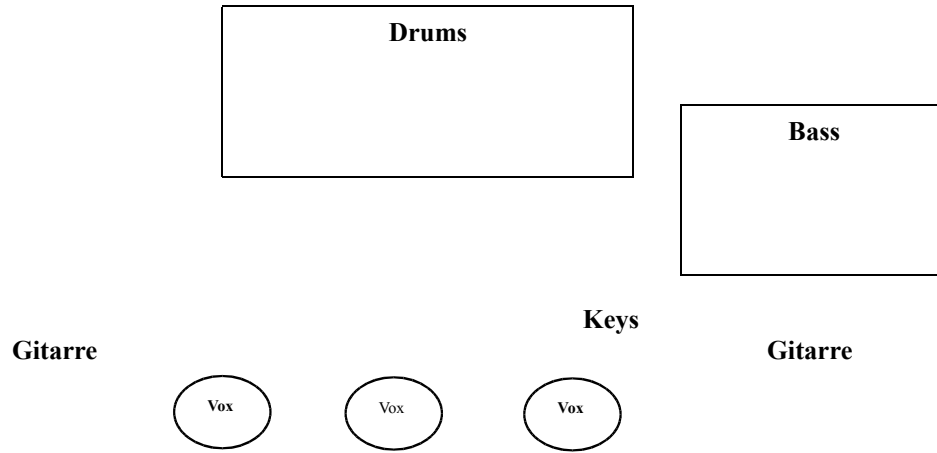 Drums
Bass
Keys
Gitarre
Gitarre
Vox
Vox
Vox